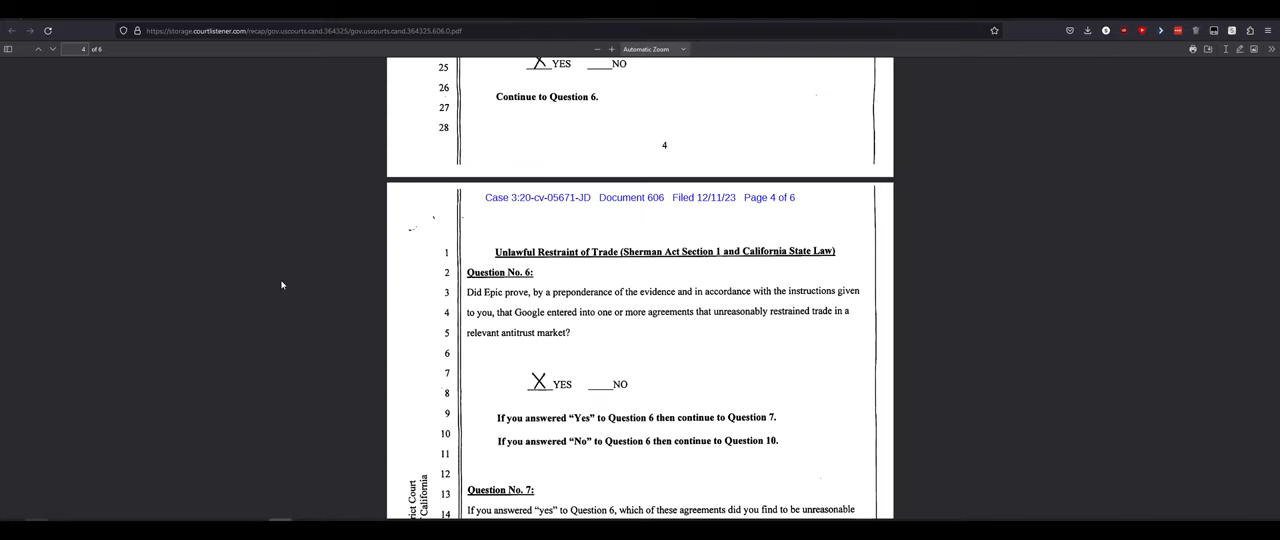 https://storage.courtlistener.com/recap/gov.uscourts.cand.364325/gov.uscourts.cand.364325.606.0.pdf
4 of 6
Automatic Zoom
25 X YES ____NO
26
27 Continue to Question 6.
28
4
Case 3:20-cv-05671-JD Document 606 Filed 12/11/23 Page 4 of 6
1 Unlawful Restraint of Trade (Sherman Act Section 1 and California State Law)
2 Question No. 6:
3 Did Epic prove, by a preponderance of the evidence and in accordance with the instructions given
4 to you, that Google entered into one or more agreements that unreasonably restrained trade in a
5 relevant antitrust market?
6
7
8 X YES ____NO
9 If you answered “Yes” to Question 6 then continue to Question 7.
10 If you answered “No” to Question 6 then continue to Question 10.
11
12
13 Question No. 7:
14 If you answered “yes” to Question 6, which of these agreements did you find to be unreasonable
rict Court
California